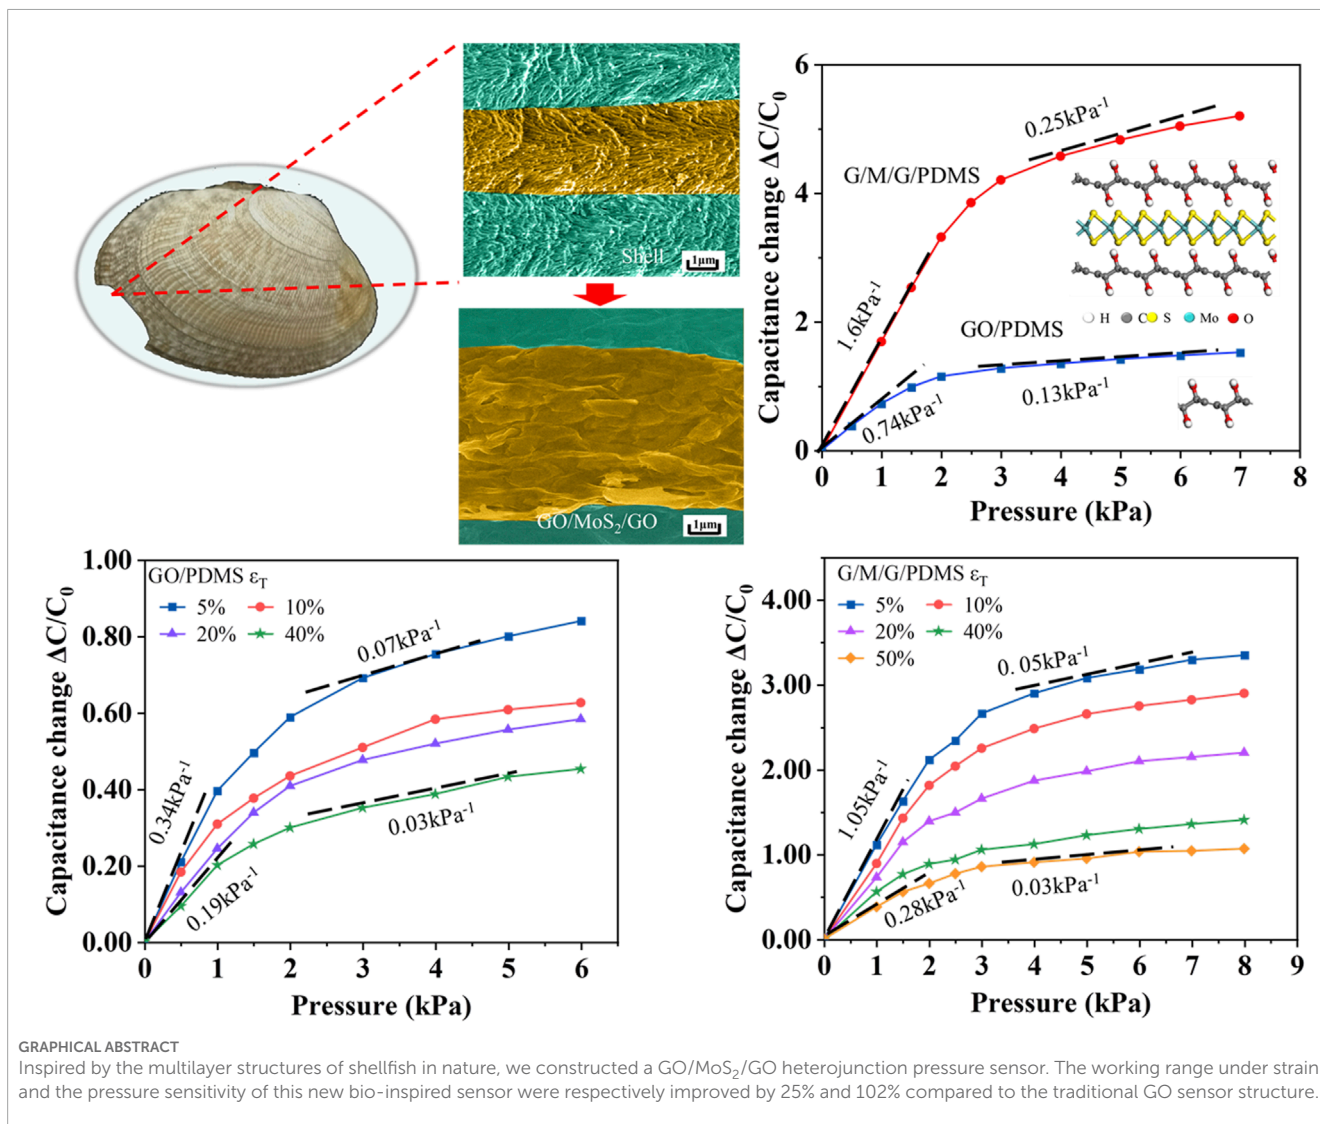 Shell
1μm
GO/MoS₂/GO
1μm
Capacitance change ΔC/C₀
6
4
2
0
0.25kPa⁻¹
G/M/G/PDMS
1.6kPa⁻¹
H C S Mo O
GO/PDMS
0.13kPa⁻¹
0.74kPa⁻¹
0 1 2 3 4 5 6 7 8
Pressure (kPa)
Capacitance change ΔC/C₀
1.00
0.80
0.60
0.40
0.20
0.00
GO/PDMS ε_T
5% 10%
20% 40%
0.07kPa⁻¹
0.34kPa⁻¹
0.03kPa⁻¹
0.19kPa⁻¹
0 1 2 3 4 5 6
Pressure (kPa)
Capacitance change ΔC/C₀
4.00
3.00
2.00
1.00
0.00
G/M/G/PDMS ε_T
5% 10%
20% 40%
50%
0. 05kPa⁻¹
1.05kPa⁻¹
0.28kPa⁻¹
0.03kPa⁻¹
0 1 2 3 4 5 6 7 8 9
Pressure (kPa)
GRAPHICAL ABSTRACT
Inspired by the multilayer structures of shellfish in nature, we constructed a GO/MoS₂/GO heterojunction pressure sensor. The working range under strain
and the pressure sensitivity of this new bio-inspired sensor were respectively improved by 25% and 102% compared to the traditional GO sensor structure.